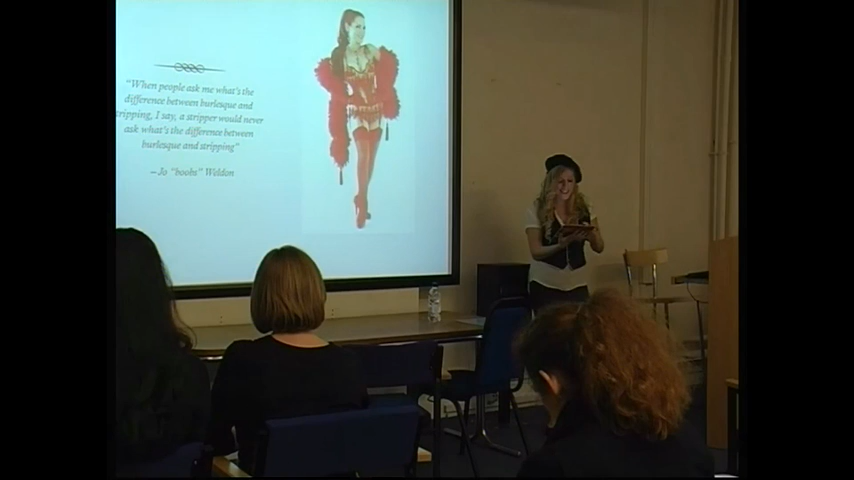 "When people ask me what's the
difference between burlesque and
stripping, I say, a stripper would never
ask what's the difference between
burlesque and stripping"
—Jo "boobs" Weldon